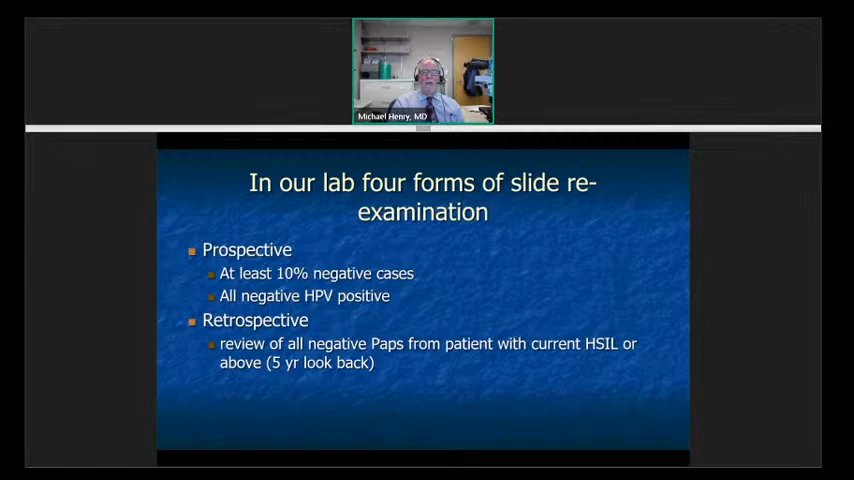 Michael Henry, MD
In our lab four forms of slide re-
examination
Prospective
At least 10% negative cases
All negative HPV positive
Retrospective
review of all negative Paps from patient with current HSIL or
above (5 yr look back)